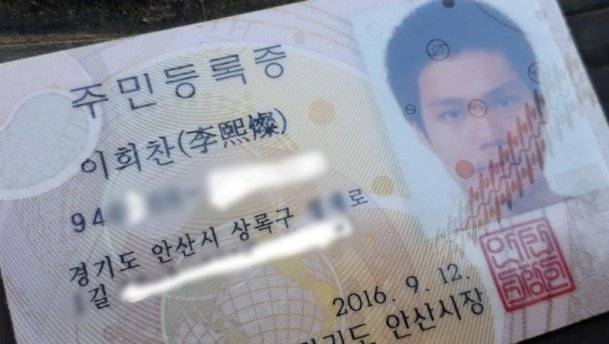 주민등록증
이희찬(李熙燦)
94
경기도 안산시 상록구 로
길
2016. 9. 12.
경기도 안산시장